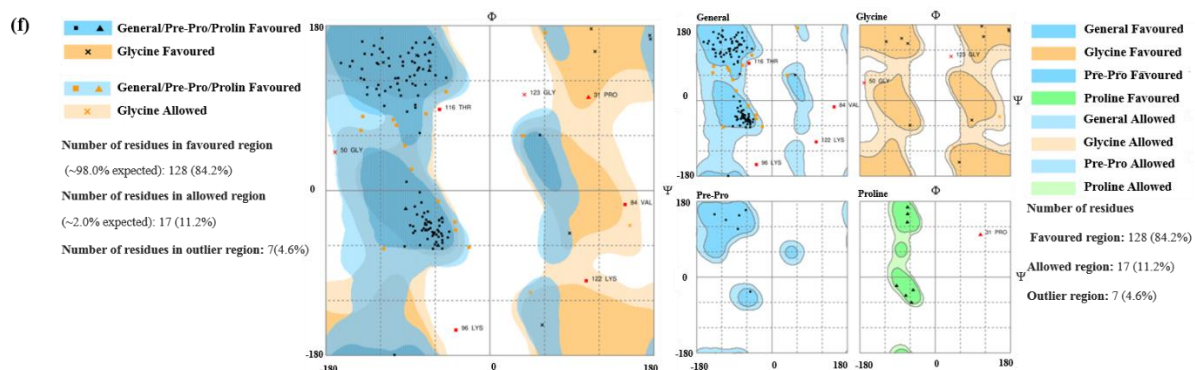 (f)
General/Pre-Pro/Prolin Favoured
Glycine Favoured
General/Pre-Pro/Prolin Favoured
Glycine Allowed
Number of residues in favoured region
(~98.0% expected): 128 (84.2%)
Number of residues in allowed region
(~2.0% expected): 17 (11.2%)
Number of residues in outlier region: 7(4.6%)
180
Φ
116 THR
123 GLY
31 PRO
50 GLY
0
Ψ
84 VAL
122 LYS
96 LYS
-180
-180
0
180
General
180
116 THR
0
84 VAL
122 LYS
96 LYS
-180
Glycine
Φ
123 GLY
50 GLY
Ψ
Pre-Pro
180
0
-180
-180
0
180
Proline
Φ
180
31 PRO
0
Ψ
-180
-180
0
180
General Favoured
Glycine Favoured
Pre-Pro Favoured
Proline Favoured
General Allowed
Glycine Allowed
Pre-Pro Allowed
Proline Allowed
Number of residues
Favoured region: 128 (84.2%)
Allowed region: 17 (11.2%)
Outlier region: 7 (4.6%)